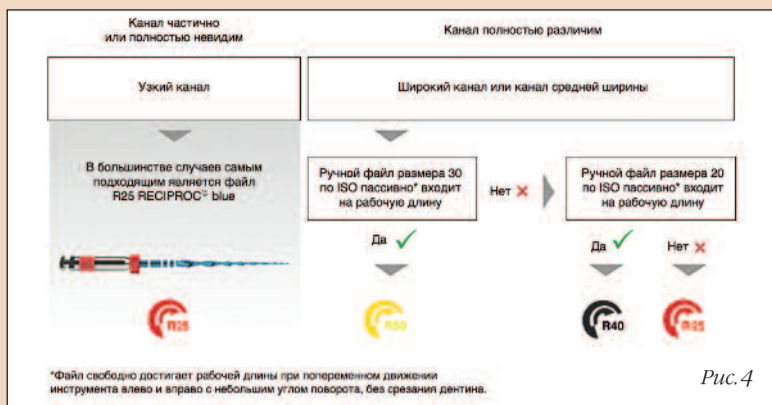 Канал частично
или полностью невидим
Канал полностью различим
Узкий канал
Широкий канал или канал средней ширины
В большинстве случаев самым
подходящим является файл
R25 RECIPROC® blue
Ручной файл размера 30
по ISO пассивно* входит
на рабочую длину
Нет
Ручной файл размера 20
по ISO пассивно* входит
на рабочую длину
Да
Да
Нет
R25
R50
R40
R25
*Файл свободно достигает рабочей длины при попеременном движении
инструмента влево и вправо с небольшим углом поворота, без срезания дентина.
Рис.4